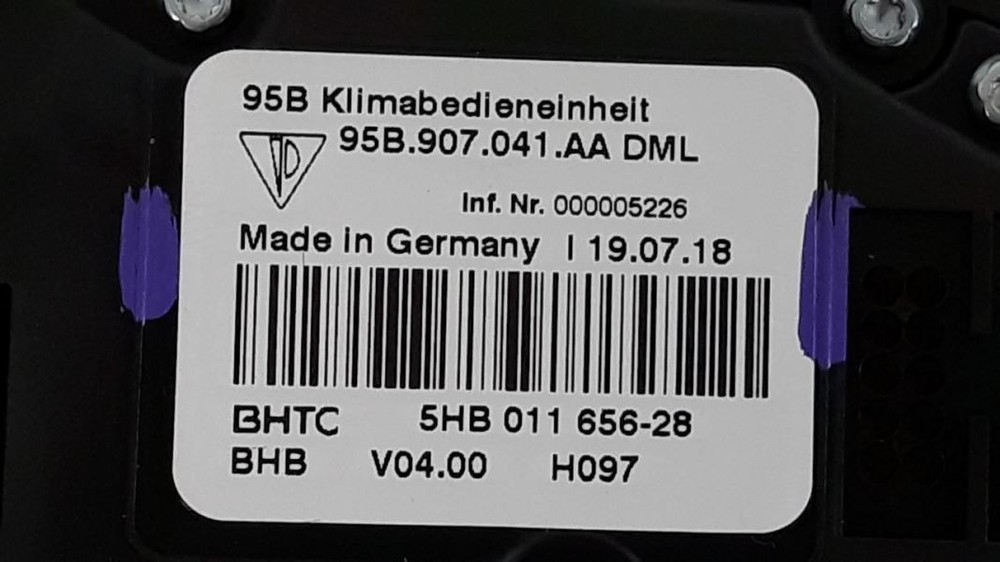 95B Klimabedieneinheit
95B.907.041.AA DML
Inf. Nr. 000005226
Made in Germany I 19.07.18
BHTC 5HB 011 656-28
BHB V04.00 H097